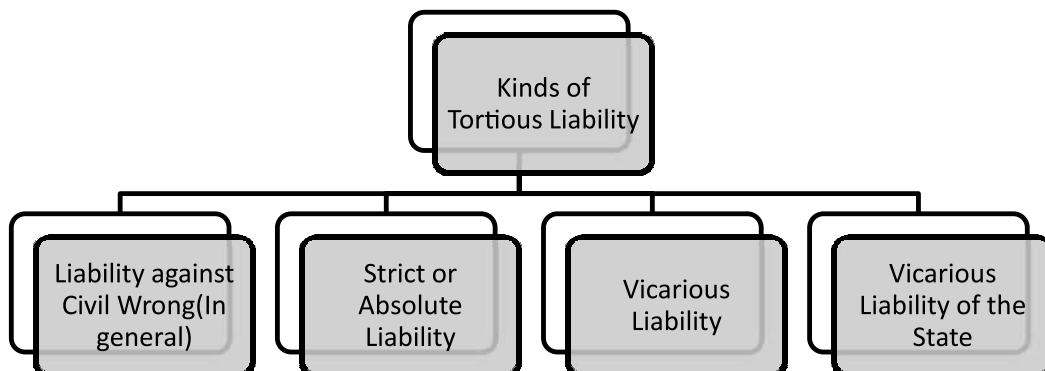 Kinds of
Tortious Liability
Liability against
Civil Wrong(In
general)
Strict or
Absolute
Liability
Vicarious
Liability
Vicarious
Liability of the
State